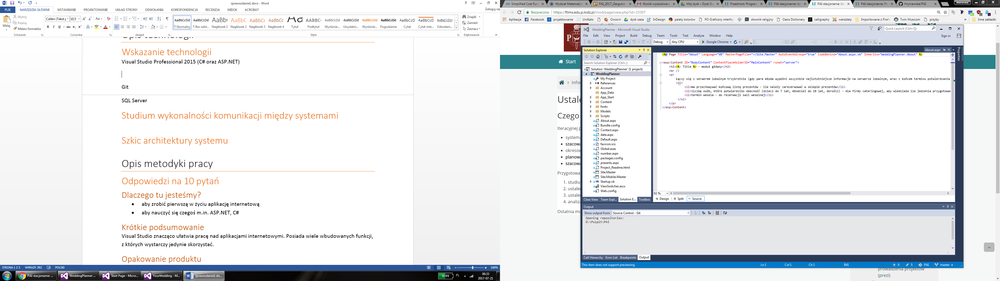 sprawozdanie1.docx - Word
PLIK NARZĘDZIA GŁÓWNE WSTAWIANIE PROJEKTOWANIE UKŁAD STRONY ODWOŁANIA KORESPONDENCJA RECENZJA WIDOK ACROBAT Zaloguj się
Wklej
Wytnij
Kopiuj
Malarz formatów
Schowek
Calibri (Tekst 10,5
Czcionka
Akapit
AaBbCcDd AaBbCcDd AaBbC AaBbC AaBbCc AaBbCc AaBbCcDd AaBbCcDd AaBbCcDd AaBbCcDd AaBbCcD AaBbCcD AaBbCcDd
¶ Normalny ¶ Bez odst... Nagłówek 1 Nagłówek 2 Nagłówek 3 Nagłówek 4 Tytuł Podtytuł Wyróżnie... Uwydatni... Wyróżnie... Pogrubienie Cytat Cytat inte... Odwołani...
Style
Znajdź
Zamień
Zaznacz
Edytowanie
Opis technologii
Wskazanie technologii
Visual Studio Professional 2015 (C# oraz ASP.NET)
Git
SQL Server
Studium wykonalności komunikacji między systemami
Szkic architektury systemu
Opis metodyki pracy
Odpowiedzi na 10 pytań
Dlaczego tu jesteśmy?
• aby zrobić pierwszą w życiu aplikację internetową
• aby nauczyć się czegoś m.in. ASP.NET, C#
Krótkie podsumowanie
Visual Studio znacząco ułatwia pracę nad aplikacjami internetowymi. Posiada wiele wbudowanych funkcji,
z których wystarczy jedynie skorzystać.
Opakowanie produktu
STRONA 1 Z 3 WYRAZY: 392 POLSKI 160%
PAI-stacjonarne: ... WeddingPlanner ... Start Page - Micro... YourWedding - M... sprawozdanie1.do...
0:49 PL 00:33
2017-07-21
Simplified Cost Func Wydział Matematyk PAI_2017_Gargulce Wyniki wyszukiwani Mój dysk – Dysk Go Przedmiot: Program PAI-stacjonarne: Ap PAI-stacjonarne: Ust PAI-stacjonarne: Pro Hryniewska/PAI Weronika
Bezpieczna https://ftims.edu.p.lodz.pl/mod/page/view.php?id=33307
Aplikacje Facebook projektowanie UniKato Owocni dysk oaza InDesign palety kolorów PO Graficzny interfejs słownik religijny Oasis Dictionary calligraphy warsztaty Importowane z Firefo Twin Musicom przyby » Inne zakładki
Start
Infor
Ustale
Czego
Iteracyjnej p
• systema
• szacowa
• okresow
• planowa
• szacowa
Przygotowa
1. studiu
2. ustaler
3. ustaler
4. analiza
Ostatnia mo
prowadzenia projektów
(prezi)
WeddingPlanner - Microsoft Visual Studio
Quick Launch (Ctrl+Q)
File Edit View Project Build Debug Team Tools Test Analyze Window Help Sign in
Debug Any CPU Google Chrome
Solution Explorer
Search Solution Explorer (Ctrl+;)
Solution 'WeddingPlanner' (1 project)
WeddingPlanner
My Project
References
Account
App_Data
App_Start
Content
fonts
Models
Scripts
About.aspx
Bundle.config
Contact.aspx
date.aspx
Default.aspx
favicon.ico
Global.asax
number.aspx
packages.config
presents.aspx
Project_Readme.html
Site.Master
Site.Mobile.Master
Startup.vb
ViewSwitcher.ascx
Web.config
Class View Team Expl... Solution E... Toolbox
About.aspx
Properties
<%@ Page Title="About" Language="VB" MasterPageFile="~/Site.Master" AutoEventWireup="true" CodeBehind="About.aspx.vb" Inherits="WeddingPlanner.About" %>
<asp:Content ID="BodyContent" ContentPlaceHolderID="MainContent" runat="server">
<h2><%: Title %> - moduł główny</h2>
<br />
<p>
Łączy się z serwerem lokalnym trzykrotnie (gdy para młoda wypełni wszystkie najistotniejsze informacje na serwerze lokalnym, wraz z końcem terminu potwierdzania
<ul>
<li>ma przechowywać końcową listę prezentów - ile należy zarezerwować w sklepie prezentów</li>
<li>liczbę osób, które potwierdziło obecność (dzieci do 7 lat, młodzież do 18 lat, dorośli) - dla firmy cateringowej, aby wiedziała ile jedzenia przygotowa
<li>termin wesela - do rezerwacji sali weselnej</li>
</ul>
</p>
</asp:Content>
92 %
Design Split Source
Output
Show output from: Source Control - Git
Opening repositories:
D:\Pulpit\PAI
Call Hierarchy Error List Breakpoints Output
This item does not support previewing Ln 1 Col 1 Ch 1 INS 0 5 PAI master